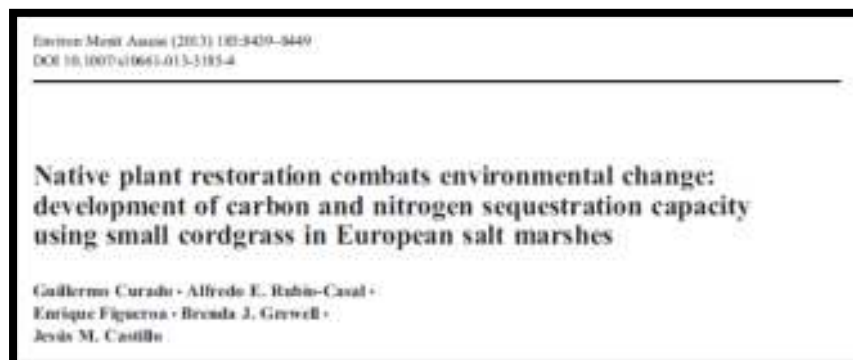 Environ Monit Assess (2013) 185:8439–8449
DOI 10.1007/s10661-013-3185-4
Native plant restoration combats environmental change:
development of carbon and nitrogen sequestration capacity
using small cordgrass in European salt marshes
Guillermo Curado · Alfredo E. Rubio-Casal ·
Enrique Figueroa · Brenda J. Grewell ·
Jesús M. Castillo